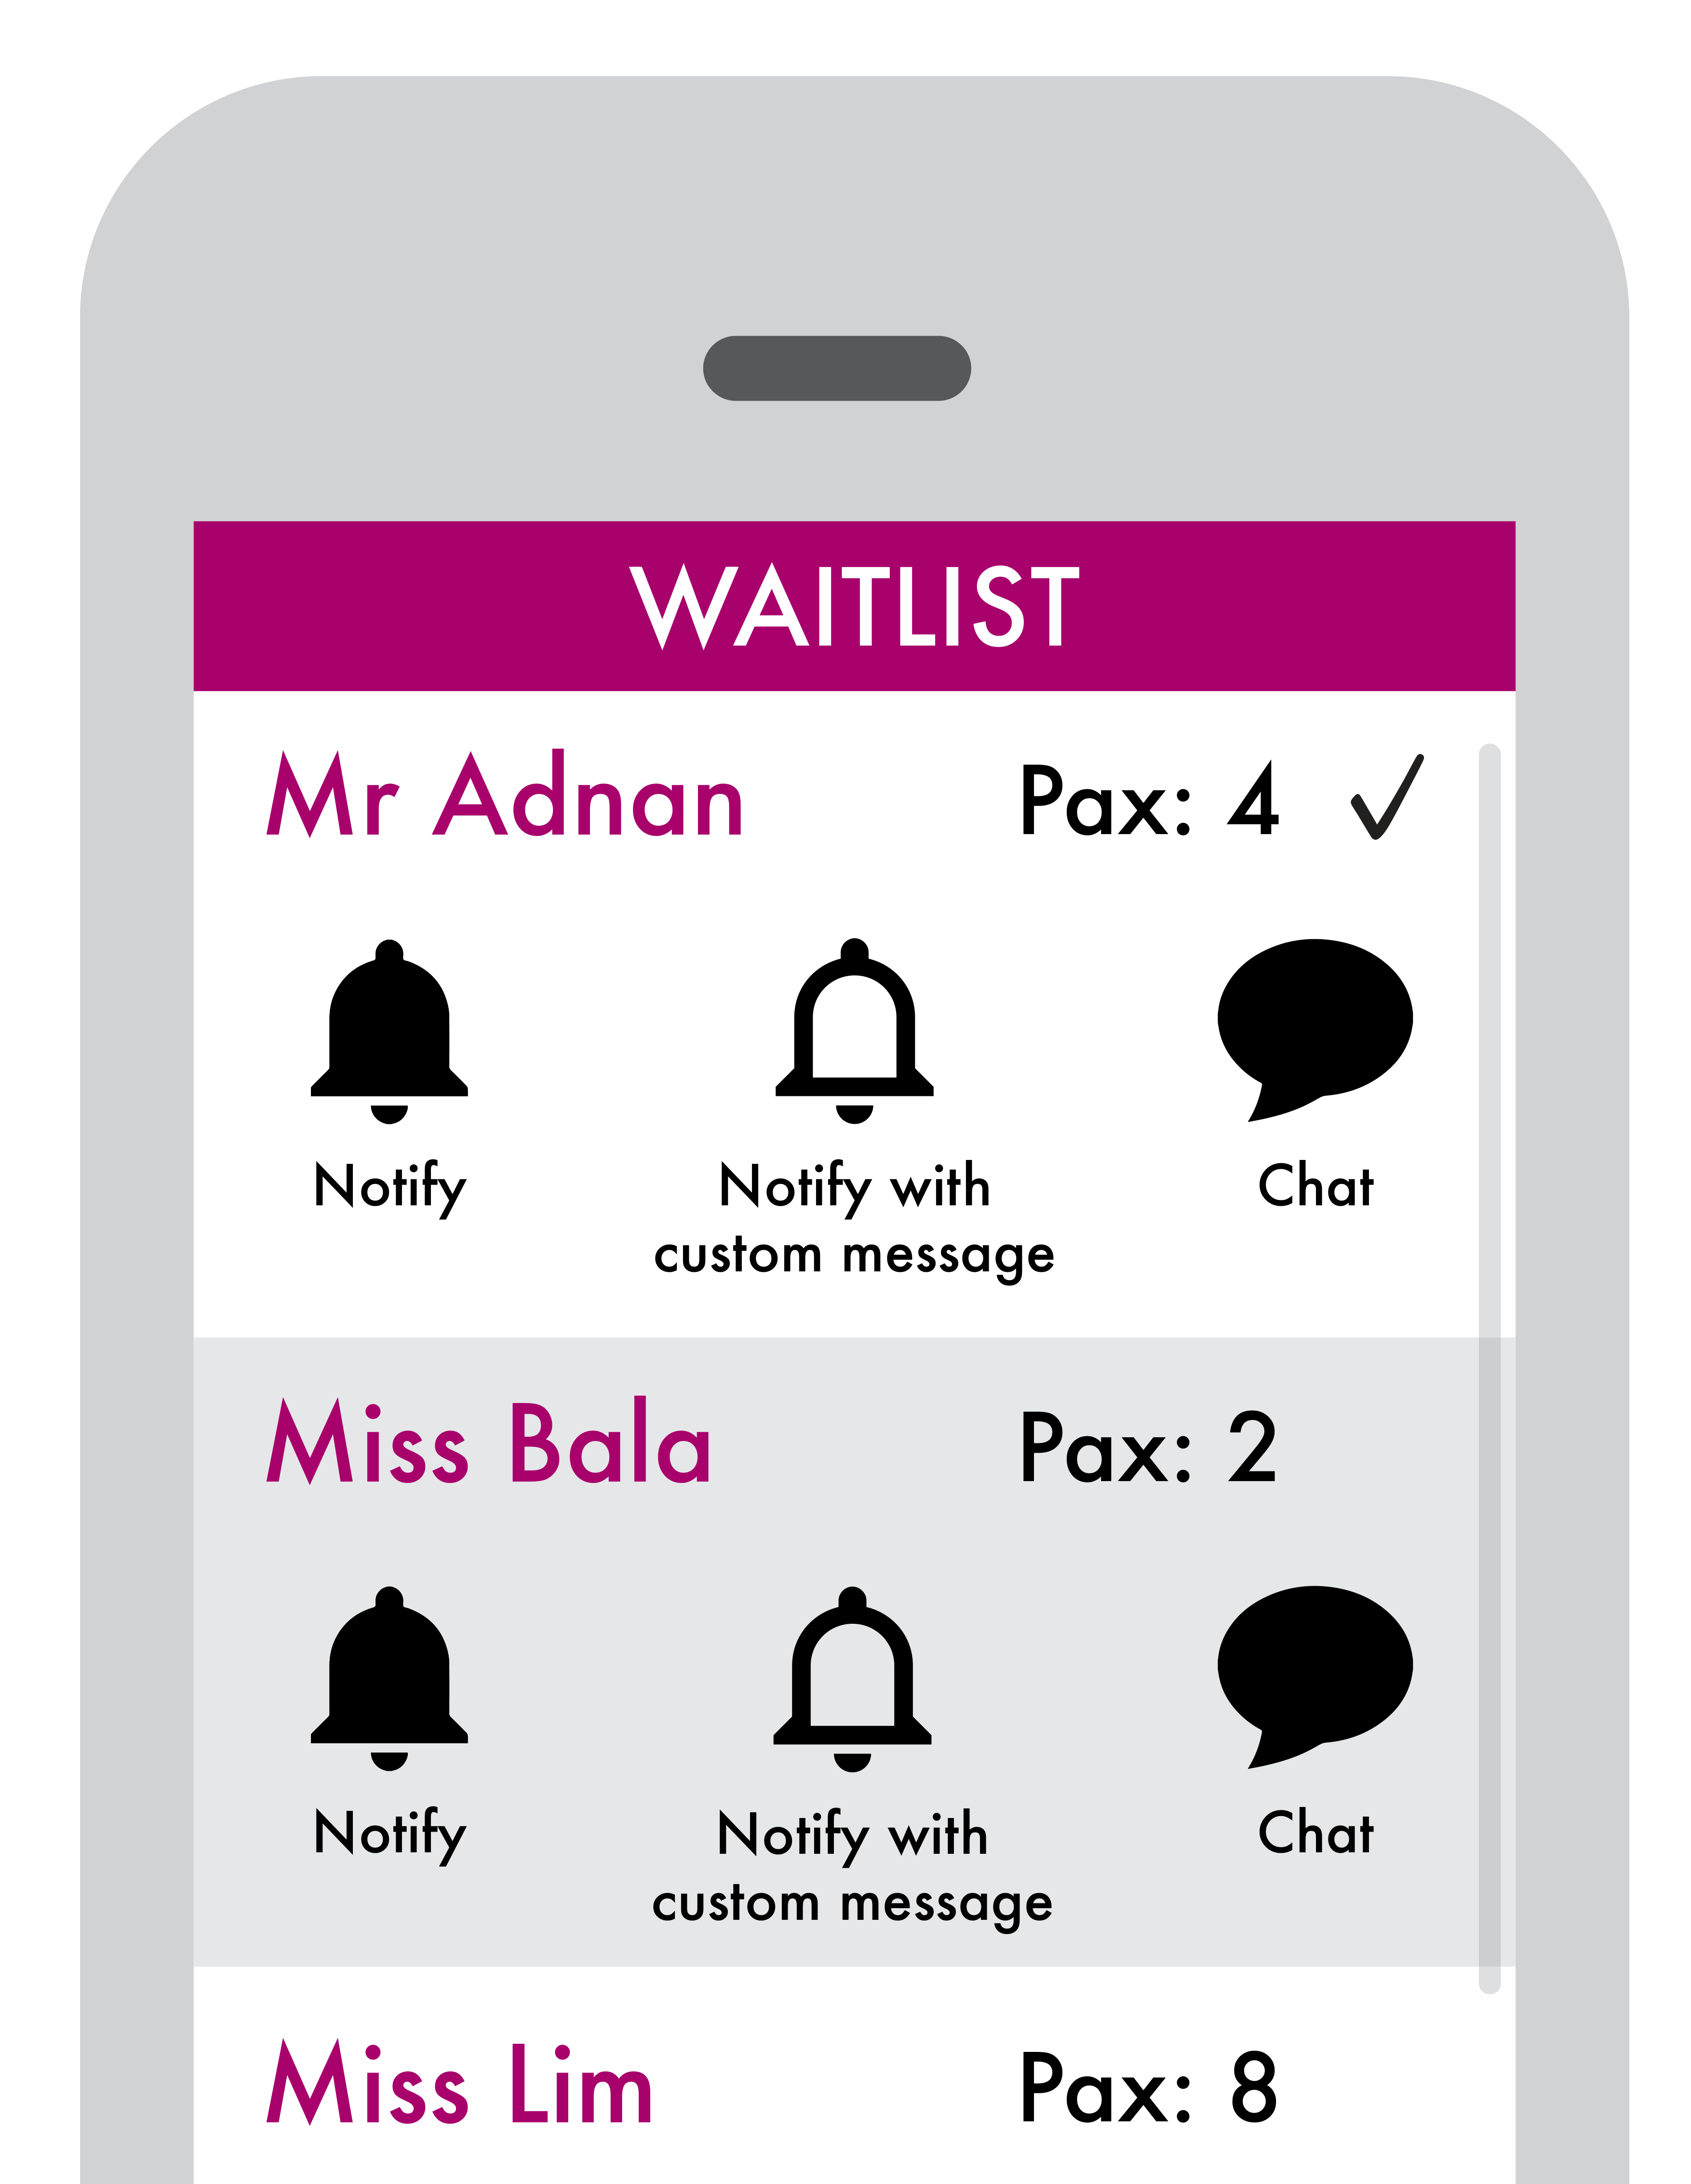 WAITLIST
Mr Adnan Pax: 4 ✓
Notify Notify with custom message Chat
Miss Bala Pax: 2
Notify Notify with custom message Chat
Miss Lim Pax: 8